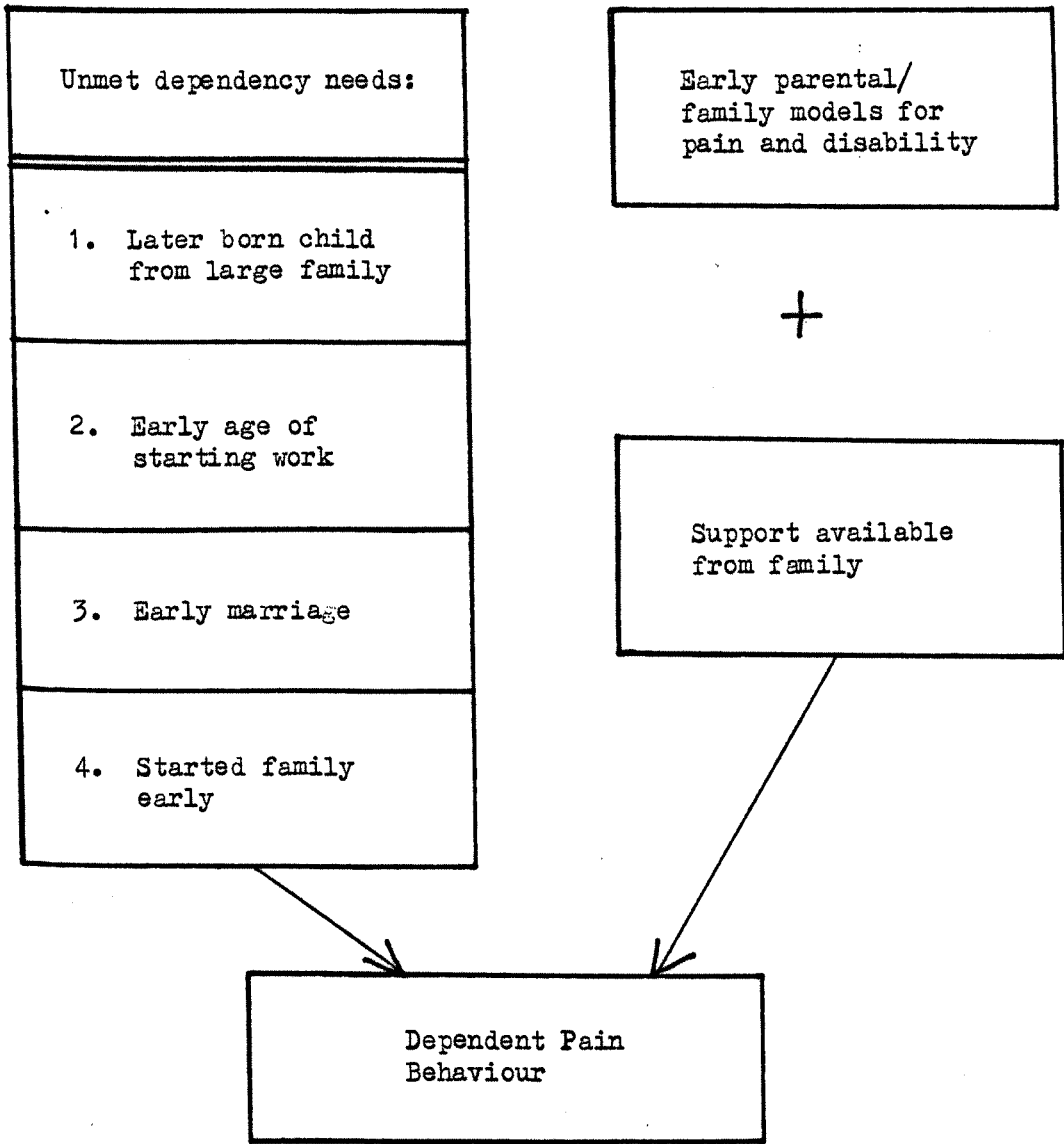 Unmet dependency needs:
1. Later born child
from large family
2. Early age of
starting work
3. Early marriage
4. Started family
early
Early parental/
family models for
pain and disability
+
Support available
from family
Dependent Pain
Behaviour